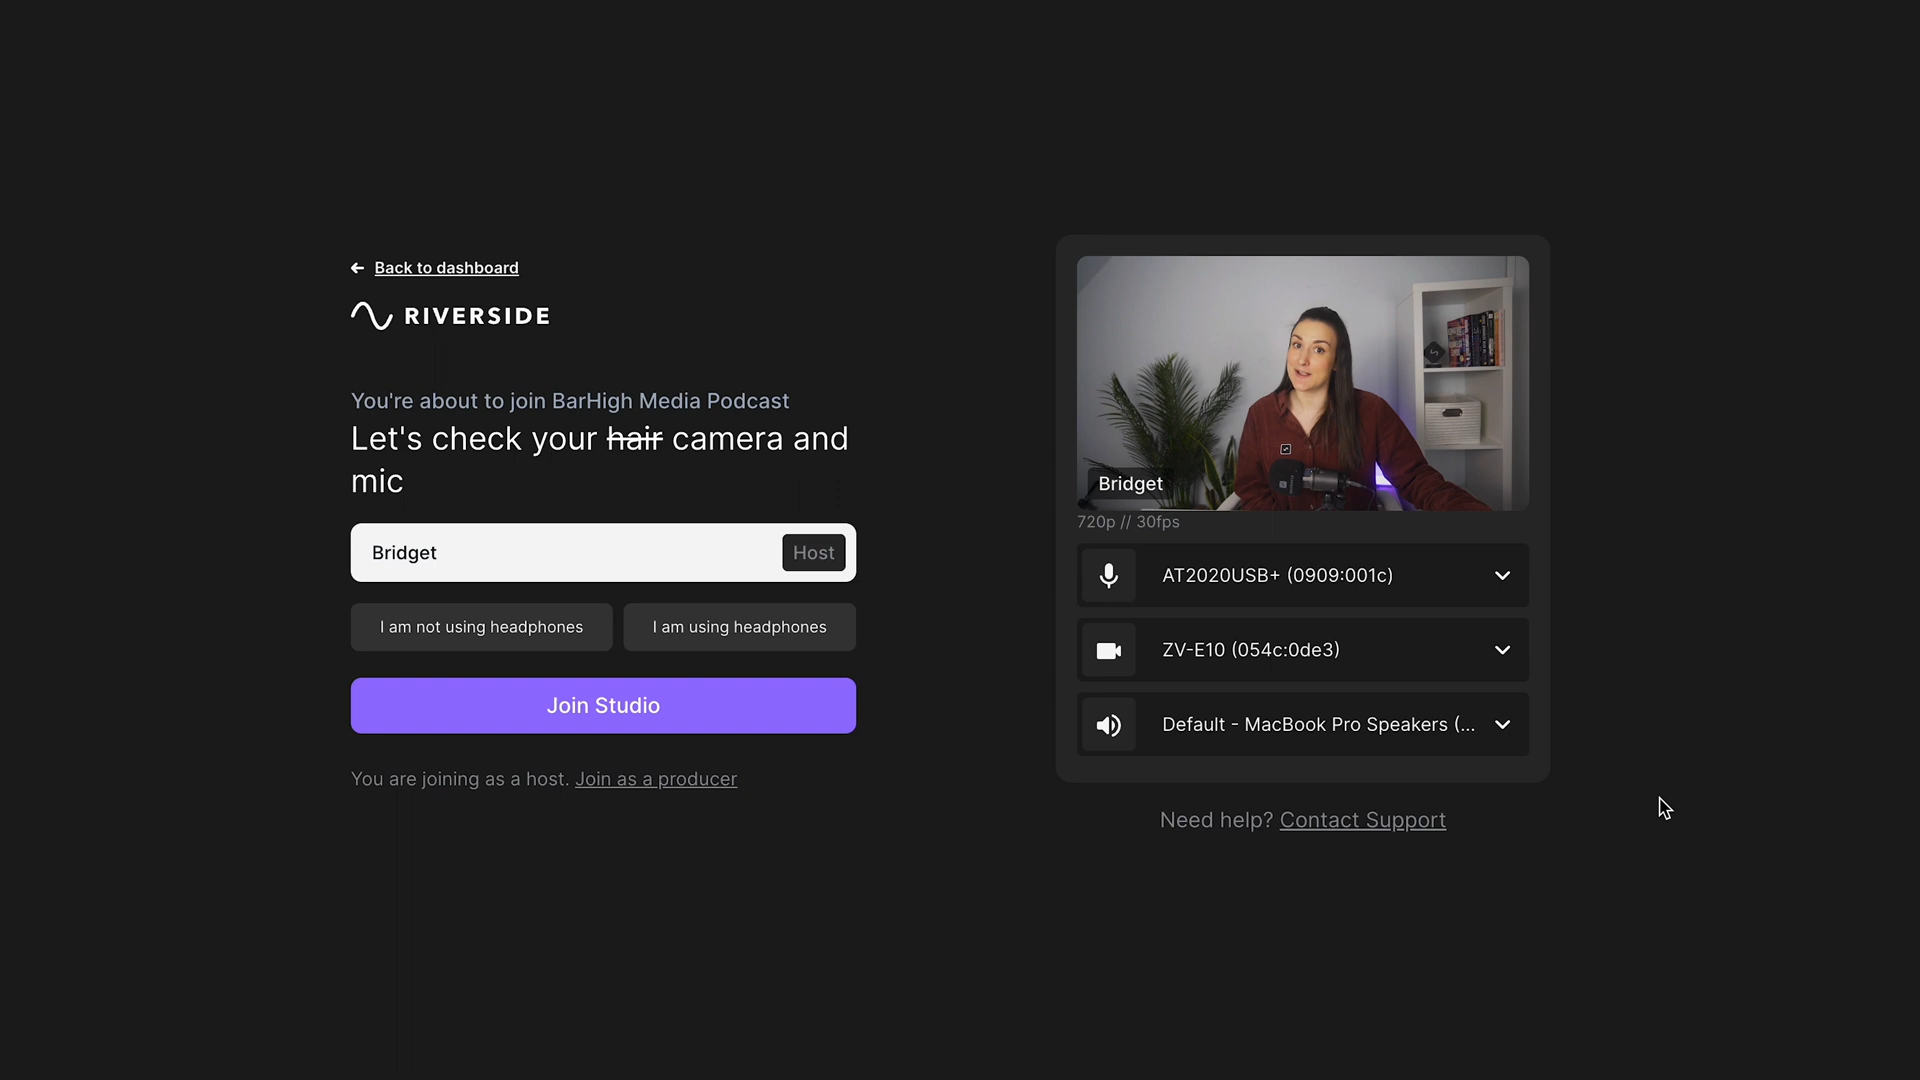 Back to dashboard
RIVERSIDE
You're about to join BarHigh Media Podcast
Let's check your hair camera and
mic
Bridget
Host
I am not using headphones
I am using headphones
Join Studio
You are joining as a host. Join as a producer
Bridget
720p // 30fps
AT2020USB+ (0909:001c)
ZV-E10 (054c:0de3)
Default - MacBook Pro Speakers (...
Need help? Contact Support